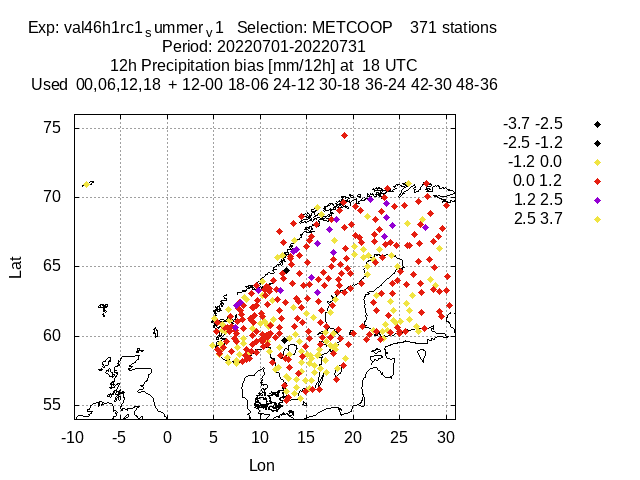 Exp: val46h1rc1summerv1 Selection: METCOOP 371 stations
Period: 20220701-20220731
12h Precipitation bias [mm/12h] at 18 UTC
Used 00,06,12,18 + 12-00 18-06 24-12 30-18 36-24 42-30 48-36
-3.7 -2.5
-2.5 -1.2
-1.2 0.0
0.0 1.2
1.2 2.5
2.5 3.7
75
70
65
60
55
Lat
-10 -5 0 5 10 15 20 25 30
Lon